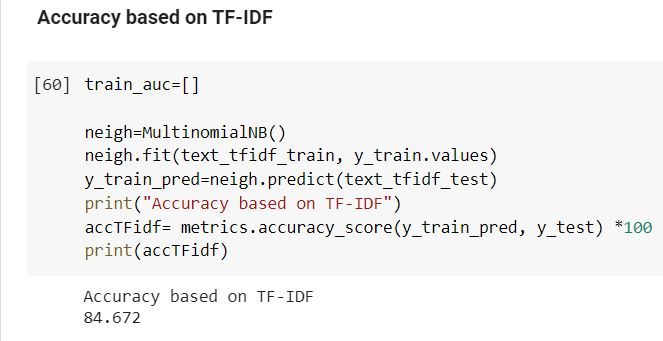 Accuracy based on TF-IDF
[60] train_auc=[]
neigh=MultinomialNB()
neigh.fit(text_tfidf_train, y_train.values)
y_train_pred=neigh.predict(text_tfidf_test)
print("Accuracy based on TF-IDF")
accTFidf= metrics.accuracy_score(y_train_pred, y_test) *100
print(accTFidf)
Accuracy based on TF-IDF
84.672